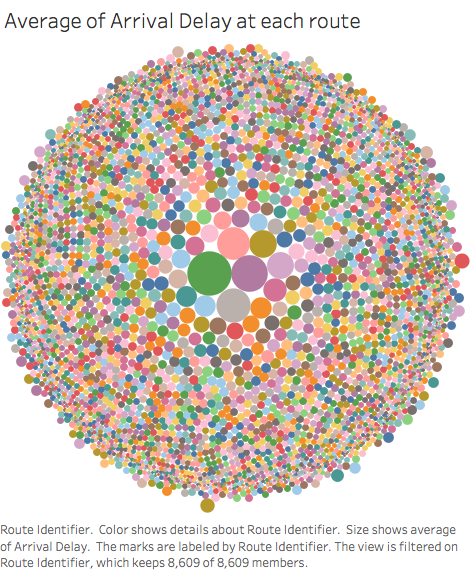 Average of Arrival Delay at each route
Route Identifier.  Color shows details about Route Identifier.  Size shows average
of Arrival Delay.  The marks are labeled by Route Identifier. The view is filtered on
Route Identifier, which keeps 8,609 of 8,609 members.